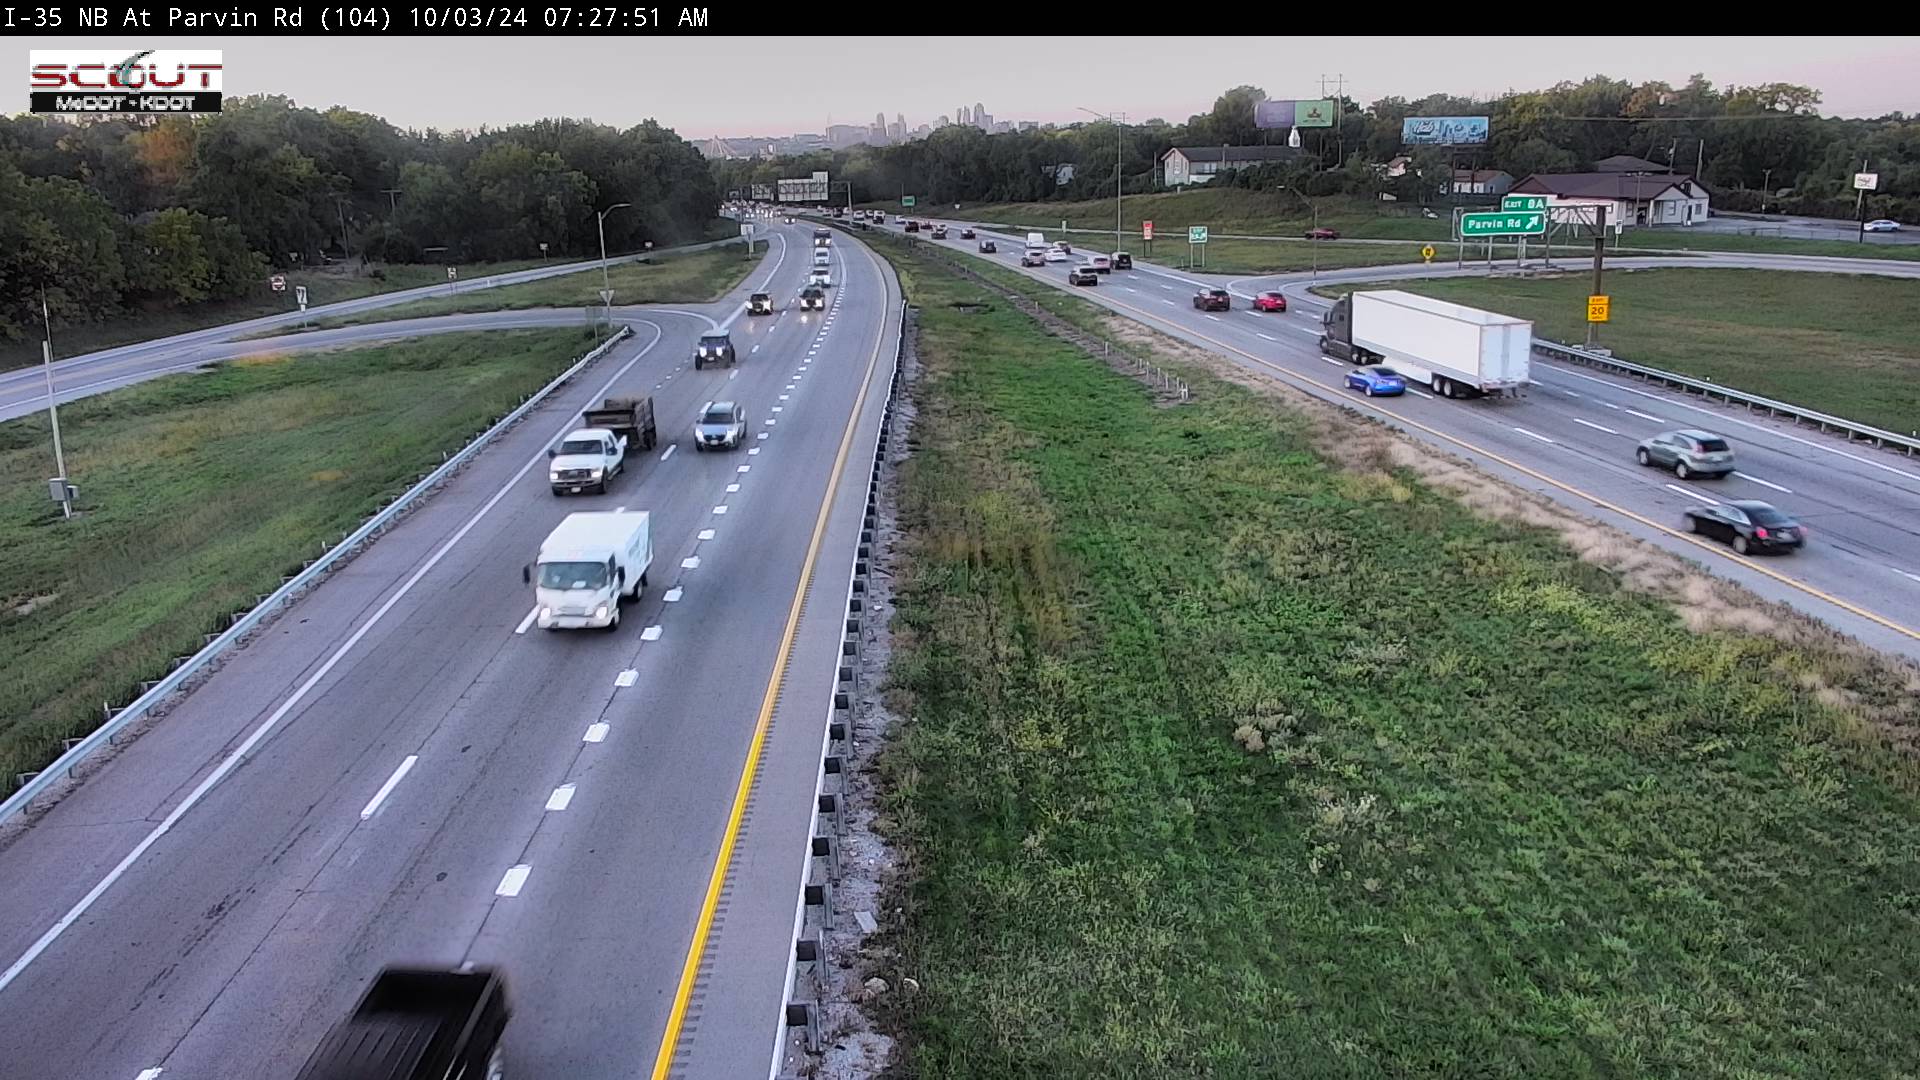 I-35 NB At Parvin Rd (104) 10/03/24 07:27:51 AM
SCOUT
MoDOT - KDOT
EXIT 8A
Parvin Rd
EXIT
20